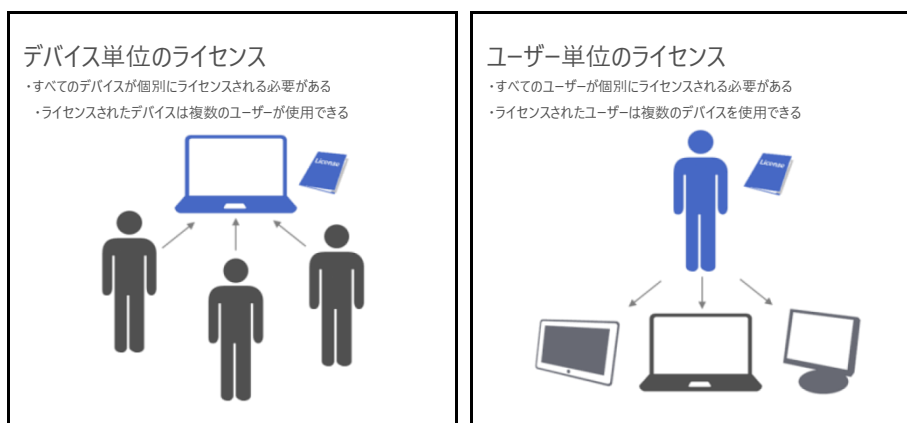 デバイス単位のライセンス
・すべてのデバイスが個別にライセンスされる必要がある
・ライセンスされたデバイスは複数のユーザーが使用できる
License
ユーザー単位のライセンス
・すべてのユーザーが個別にライセンスされる必要がある
・ライセンスされたユーザーは複数のデバイスを使用できる
License